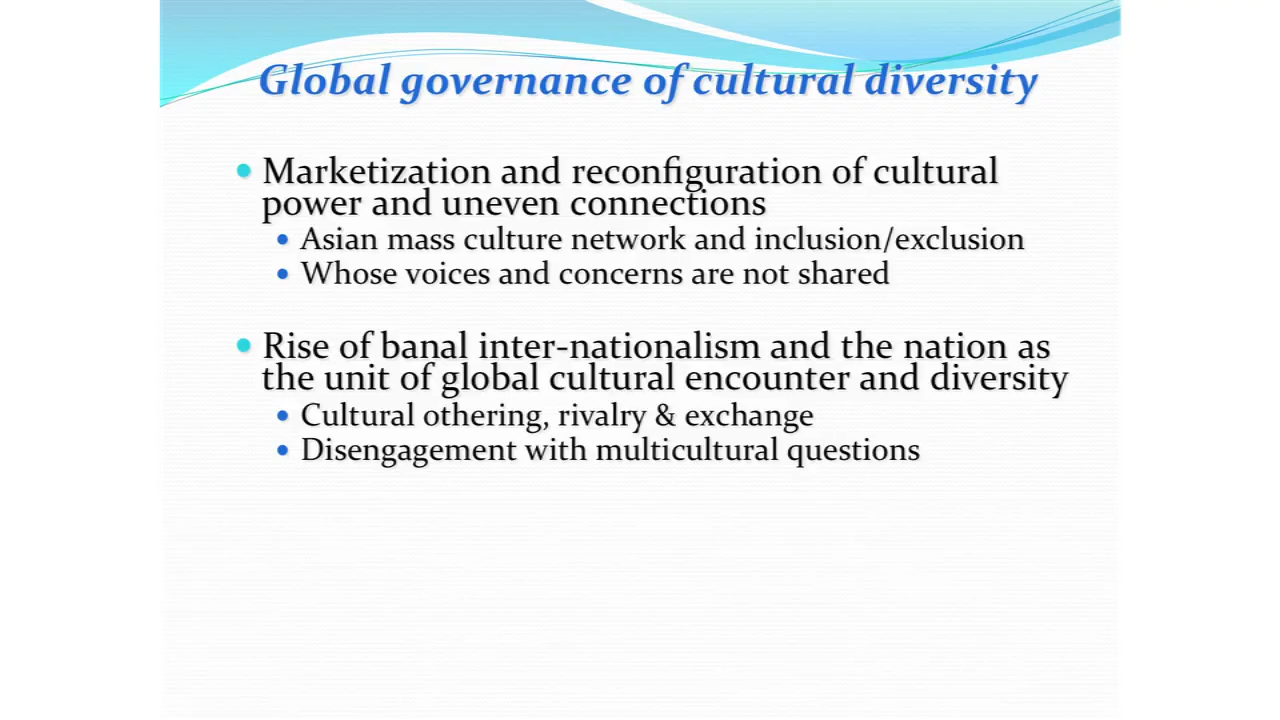 Global governance of cultural diversity
• Marketization and reconfiguration of cultural
power and uneven connections
• Asian mass culture network and inclusion/exclusion
• Whose voices and concerns are not shared
• Rise of banal inter-nationalism and the nation as
the unit of global cultural encounter and diversity
• Cultural othering, rivalry & exchange
• Disengagement with multicultural questions